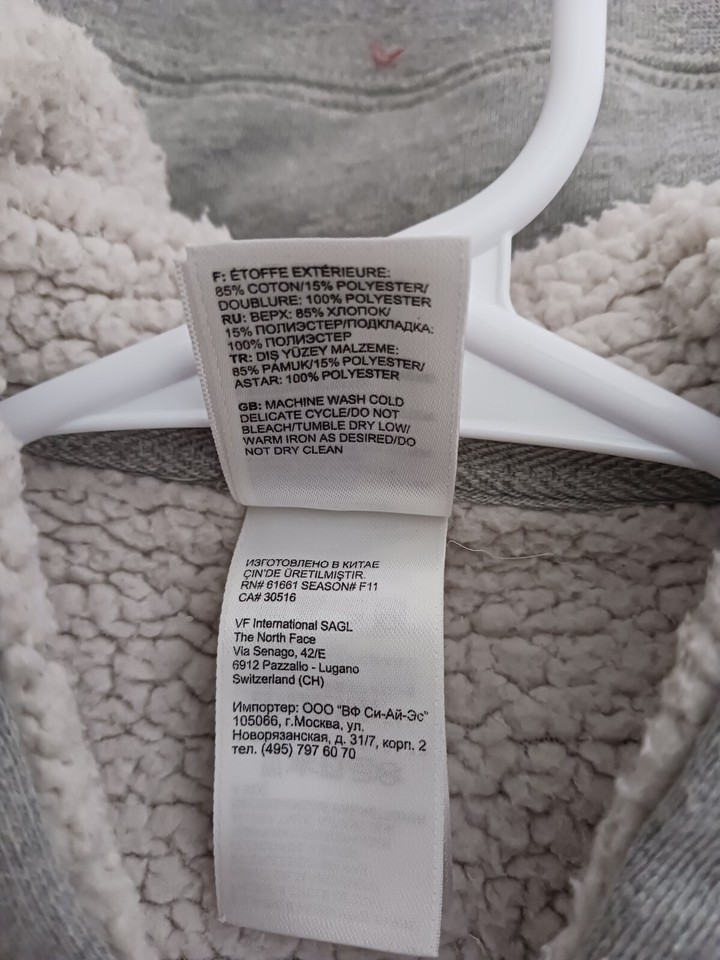 F: ÉTOFFE EXTÉRIEURE:
85% COTON/15% POLYESTER/
DOUBLURE: 100% POLYESTER
RU: ВЕРХ: 85% ХЛОПОК/
15% ПОЛИЭСТЕР/ПОДКЛАДКА:
100% ПОЛИЭСТЕР
TR: DIŞ YÜZEY MALZEME:
85% PAMUK/15% POLYESTER/
ASTAR: 100% POLYESTER
GB: MACHINE WASH COLD
DELICATE CYCLE/DO NOT
BLEACH/TUMBLE DRY LOW/
WARM IRON AS DESIRED/DO
NOT DRY CLEAN
ИЗГОТОВЛЕНО В КИТАЕ
ÇIN'DE ÜRETILMIŞTIR.
RN# 61661 SEASON# F11
CA# 30516
VF International SAGL
The North Face
Via Senago, 42/E
6912 Pazzallo - Lugano
Switzerland (CH)
Импортер: ООО "ВФ Си-Ай-Эс"
105066, г.Москва, ул.
Новорязанская, д. 31/7, корп. 2
тел. (495) 797 60 70